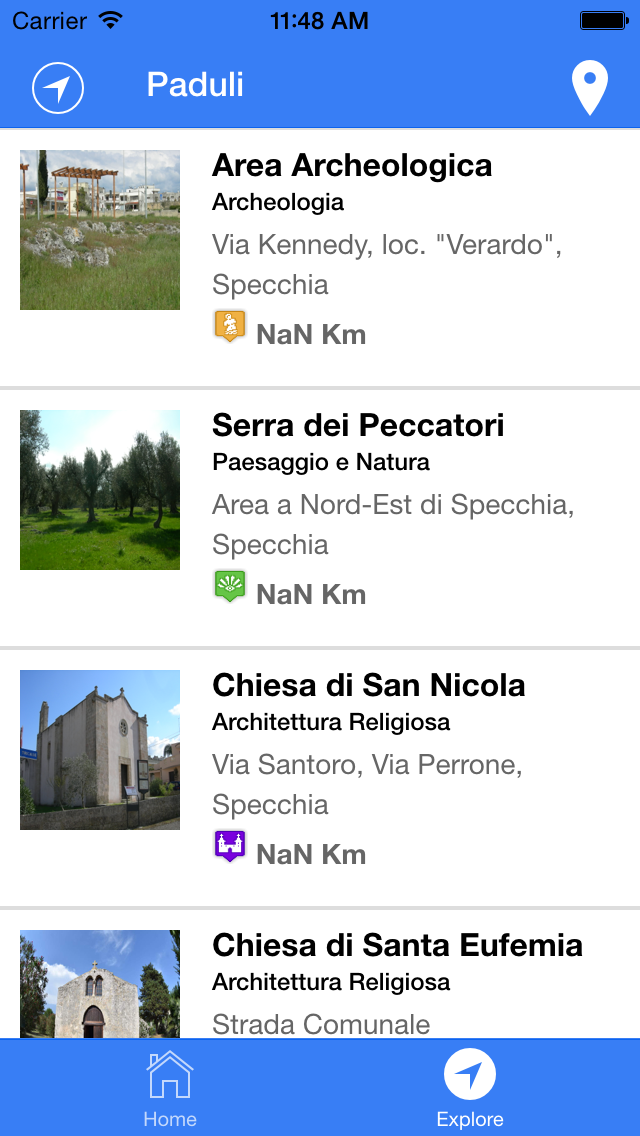 Carrier 11:48 AM
Paduli
Area Archeologica
Archeologia
Via Kennedy, loc. "Verardo",
Specchia
NaN Km
Serra dei Peccatori
Paesaggio e Natura
Area a Nord-Est di Specchia,
Specchia
NaN Km
Chiesa di San Nicola
Architettura Religiosa
Via Santoro, Via Perrone,
Specchia
NaN Km
Chiesa di Santa Eufemia
Architettura Religiosa
Strada Comunale
Home Explore